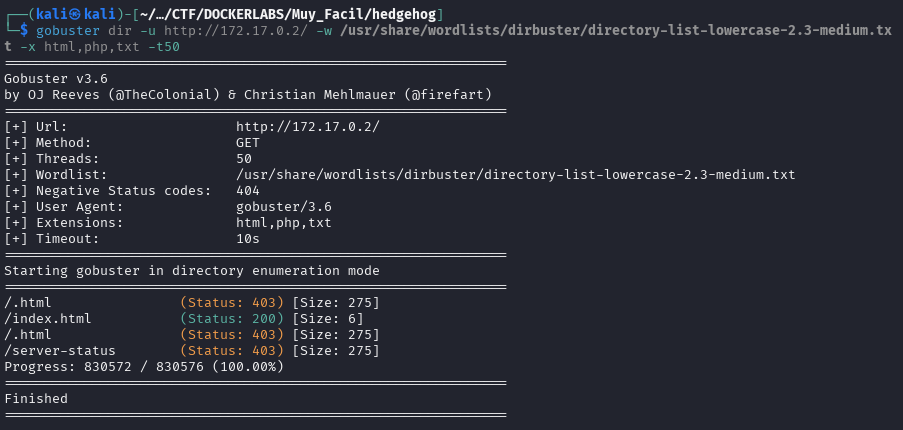 ┌──(kali㉿kali)-[~/…/CTF/DOCKERLABS/Muy_Facil/hedgehog]
└─$ gobuster dir -u http://172.17.0.2/ -w /usr/share/wordlists/dirbuster/directory-list-lowercase-2.3-medium.tx
t -x html,php,txt -t50
===============================================================
Gobuster v3.6
by OJ Reeves (@TheColonial) & Christian Mehlmauer (@firefart)
===============================================================
[+] Url:                     http://172.17.0.2/
[+] Method:                  GET
[+] Threads:                 50
[+] Wordlist:                /usr/share/wordlists/dirbuster/directory-list-lowercase-2.3-medium.txt
[+] Negative Status codes:   404
[+] User Agent:              gobuster/3.6
[+] Extensions:              html,php,txt
[+] Timeout:                 10s
===============================================================
Starting gobuster in directory enumeration mode
===============================================================
/.html                (Status: 403) [Size: 275]
/index.html           (Status: 200) [Size: 6]
/.html                (Status: 403) [Size: 275]
/server-status        (Status: 403) [Size: 275]
Progress: 830572 / 830576 (100.00%)
===============================================================
Finished
===============================================================